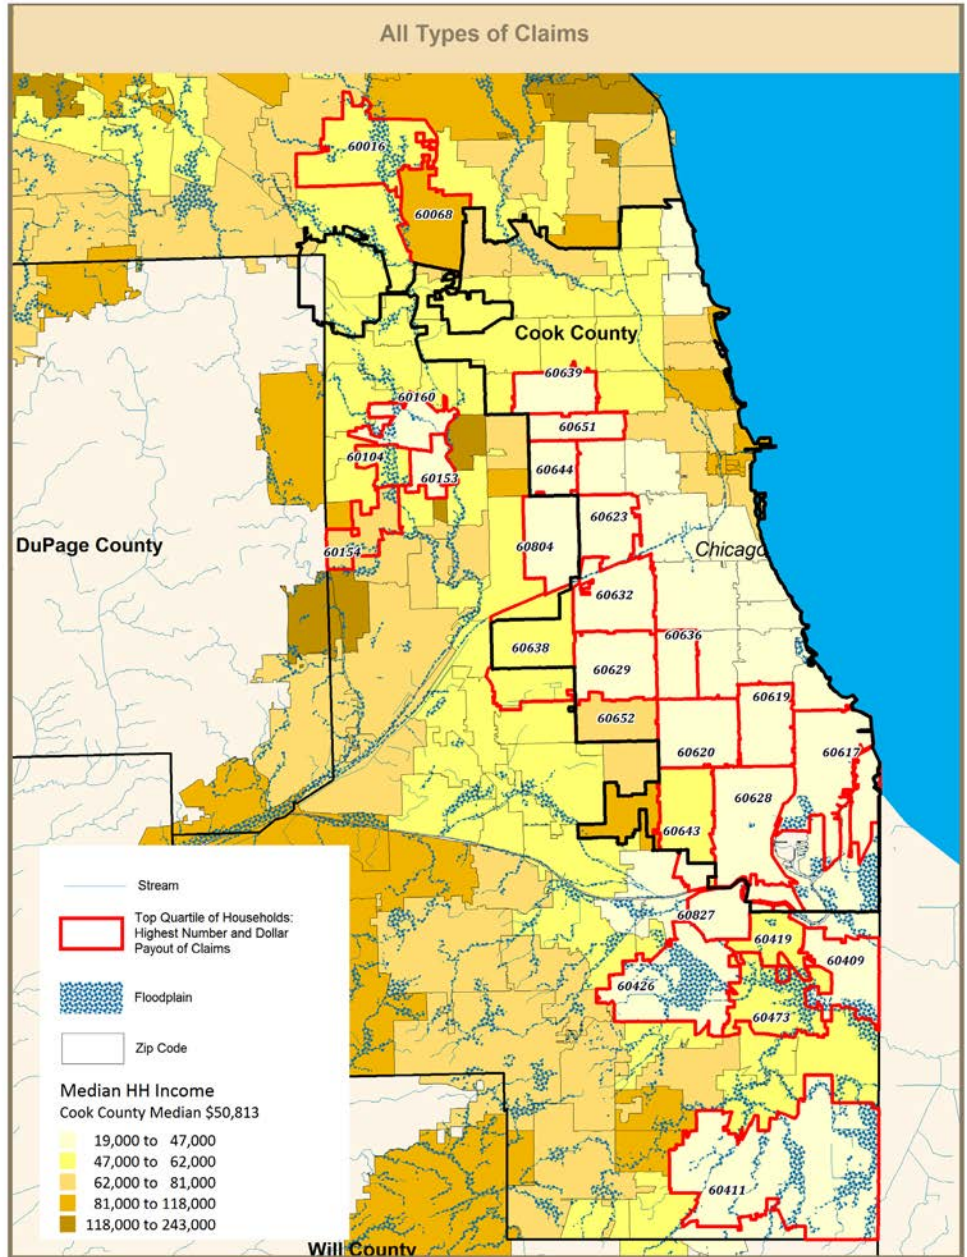 All Types of Claims
60016
60068
Cook County
60639
60160
60651
60104
60644
60153
60623
DuPage County
60154
60804
Chicago
60632
60638
60636
60629
60619
60652
60620
60617
60628
60643
60827
60419
60409
60426
60473
60411
Stream
Top Quartile of Households:
Highest Number and Dollar
Payout of Claims
Floodplain
Zip Code
Median HH Income
Cook County Median $50,813
19,000 to 47,000
47,000 to 62,000
62,000 to 81,000
81,000 to 118,000
118,000 to 243,000
Will County